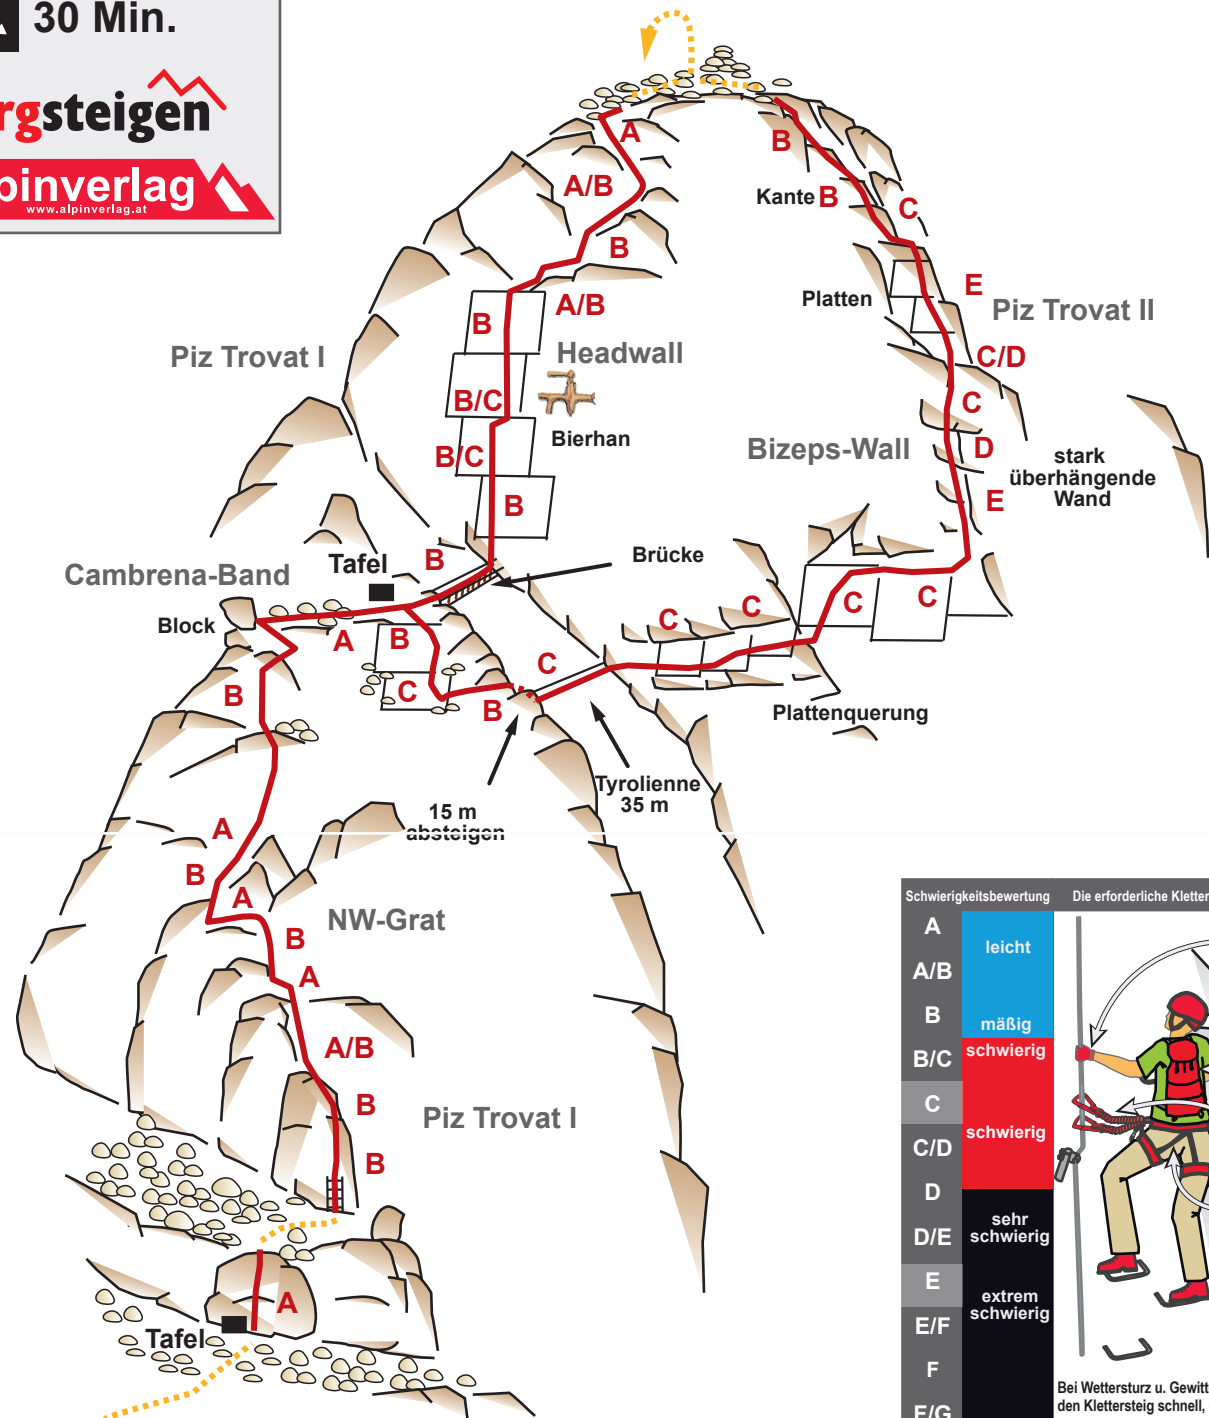 30 Min.
rgsteigen
pinverlag
www.alpinverlag.at
A
B
A/B
Kante B
C
B
A/B
E
Platten
Piz Trovat II
B
Headwall
Piz Trovat I
C/D
B/C
C
Bierhan
Bizeps-Wall
D
B/C
stark
überhängende
Wand
E
B
Brücke
B
Tafel
Cambrena-Band
C
C
C
C
Block
A
B
C
B
C
B
Plattenquerung
Tyrolienne
35 m
15 m
absteigen
A
B
A
NW-Grat
B
A
A/B
B
Piz Trovat I
B
A
Tafel
Schwierigkeitsbewertung
Die erforderliche Kletter
A
leicht
A/B
B
mäßig
schwierig
B/C
C
schwierig
C/D
D
sehr
schwierig
D/E
E
extrem
schwierig
E/F
F
F/G
Bei Wettersturz u. Gewitt
den Klettersteig schnell,